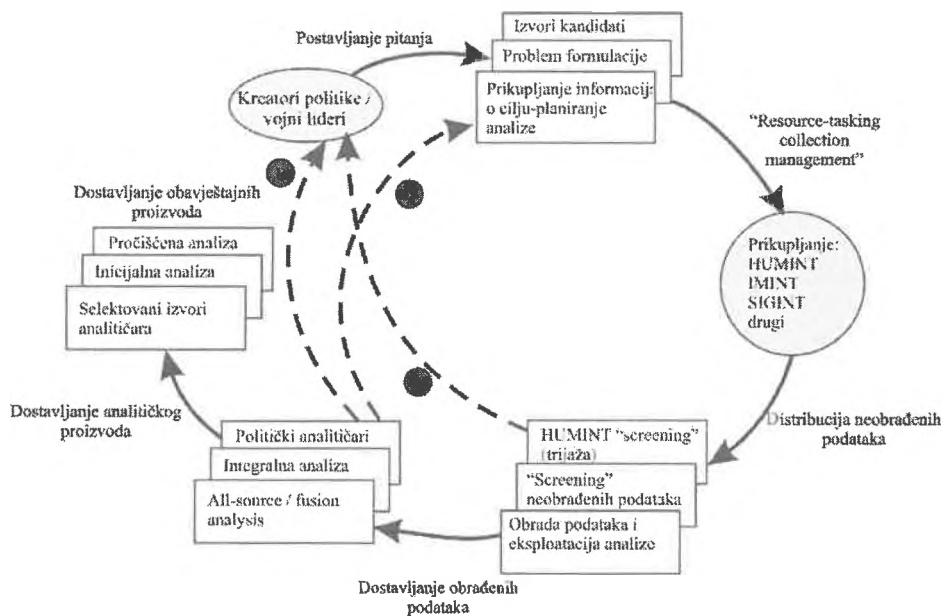 Postavljanje pitanja
Kreatori politike /
vojni lideri
Izvori kandidati
Problem formulacije
Prikupljanje informacij:
o cilju-planiranje
analize
“Resource-tasking
collection
management”
Prikupljanje:
HUMINT
IMINT
SIGINT
drugi
Distribucija neobrađenih
podataka
HUMINT “screening”
(trijaža)
“Screening”
neobrađenih podataka
Obrada podataka i
eksploatacija analize
Dostavljanje obrađenih
podataka
Politički analitičari
Integralna analiza
All-source / fusion
analysis
Dostavljanje analitičkog
proizvoda
Dostavljanje obavještajnih
proizvoda
Pročišćena analiza
Inicijalna analiza
Selektovani izvori
analitičara